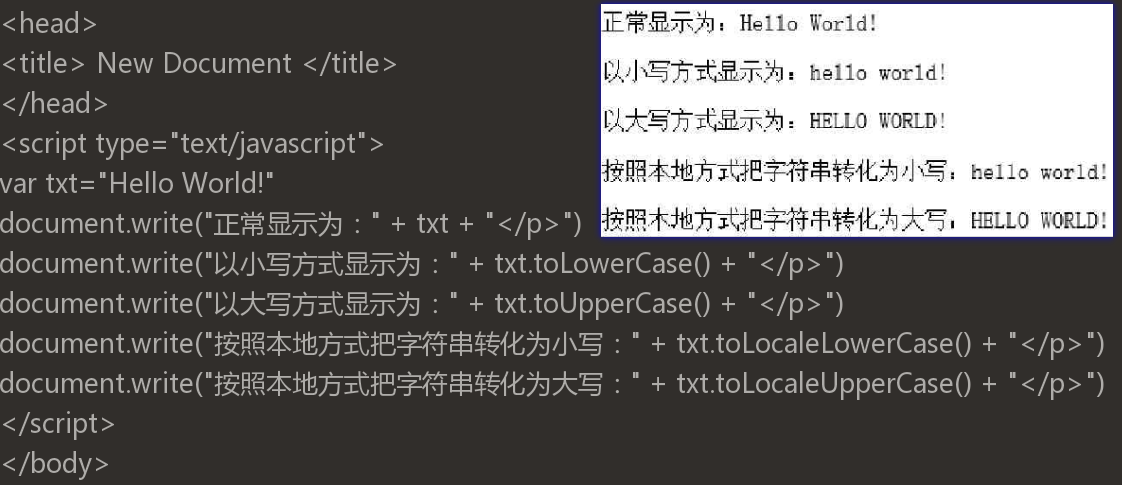 <head>
<title> New Document </title>
</head>
<script type="text/javascript">
var txt="Hello World!"
document.write("正常显示为：" + txt + "</p>")
document.write("以小写方式显示为：" + txt.toLowerCase() + "</p>")
document.write("以大写方式显示为：" + txt.toUpperCase() + "</p>")
document.write("按照本地方式把字符串转化为小写：" + txt.toLocaleLowerCase() + "</p>")
document.write("按照本地方式把字符串转化为大写：" + txt.toLocaleUpperCase() + "</p>")
</script>
</body>
正常显示为：Hello World!
以小写方式显示为：hello world!
以大写方式显示为：HELLO WORLD!
按照本地方式把字符串转化为小写：hello world!
按照本地方式把字符串转化为大写：HELLO WORLD!